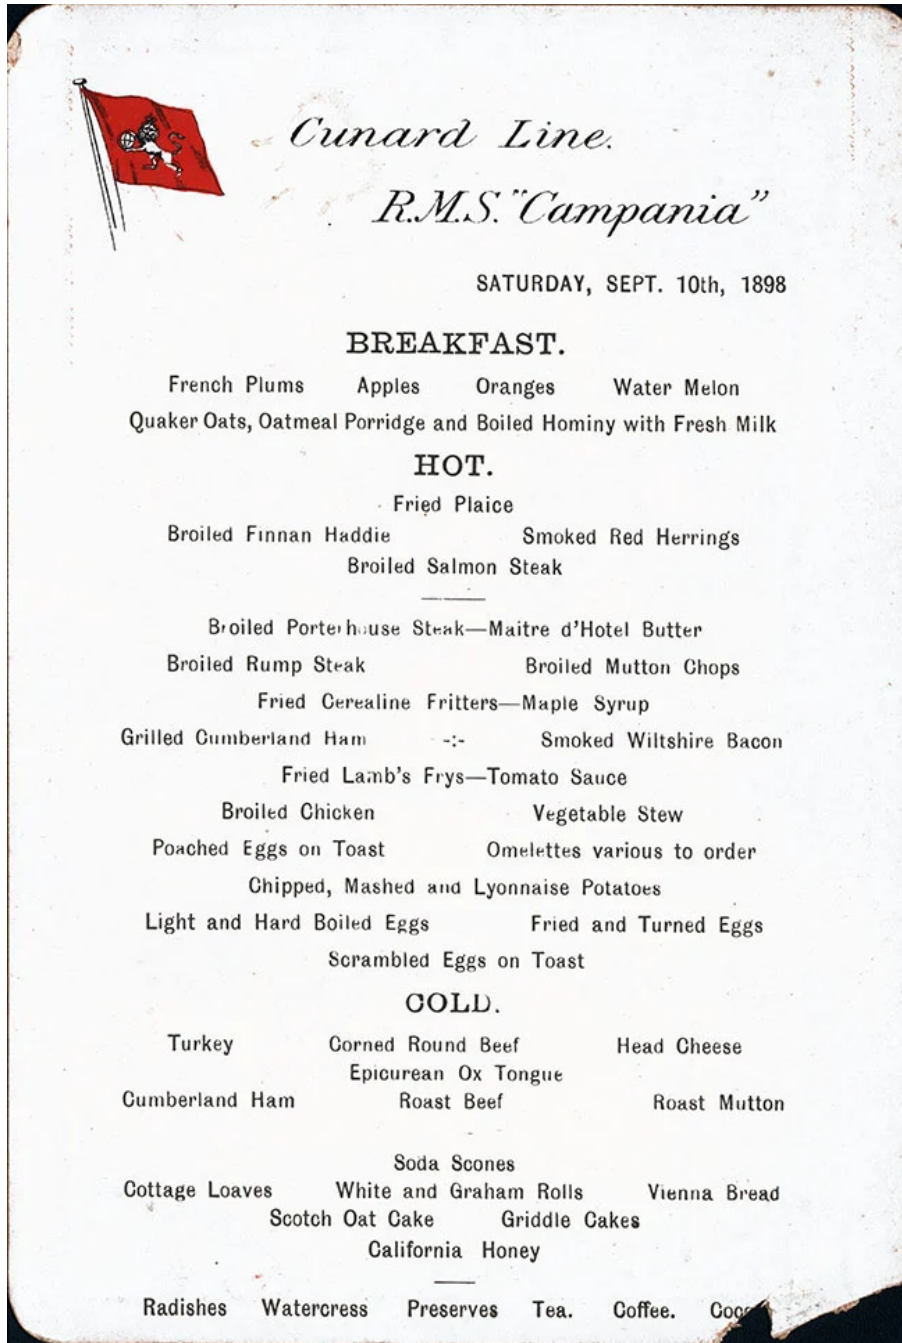 Cunard Line.
R.M.S. "Campania"
SATURDAY, SEPT. 10th, 1898
BREAKFAST.
French Plums Apples Oranges Water Melon
Quaker Oats, Oatmeal Porridge and Boiled Hominy with Fresh Milk
HOT.
Fried Plaice
Broiled Finnan Haddie Smoked Red Herrings
Broiled Salmon Steak
Broiled Porterhouse Steak—Maitre d'Hotel Butter
Broiled Rump Steak Broiled Mutton Chops
Fried Cerealine Fritters—Maple Syrup
Grilled Cumberland Ham -:- Smoked Wiltshire Bacon
Fried Lamb's Frys—Tomato Sauce
Broiled Chicken Vegetable Stew
Poached Eggs on Toast Omelettes various to order
Chipped, Mashed and Lyonnaise Potatoes
Light and Hard Boiled Eggs Fried and Turned Eggs
Scrambled Eggs on Toast
COLD.
Turkey Corned Round Beef Head Cheese
Epicurean Ox Tongue
Cumberland Ham Roast Beef Roast Mutton
Soda Scones
Cottage Loaves White and Graham Rolls Vienna Bread
Scotch Oat Cake Griddle Cakes
California Honey
Radishes Watercress Preserves Tea. Coffee.